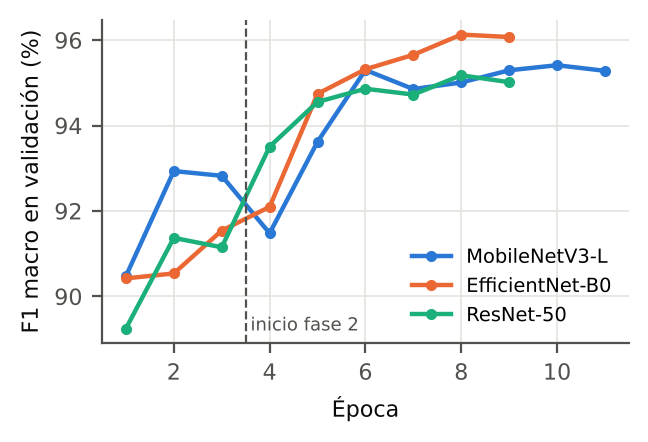 F1 macro en validación (%)
96
94
92
90
MobileNetV3-L
EfficientNet-B0
ResNet-50
inicio fase 2
2
4
6
8
10
Época